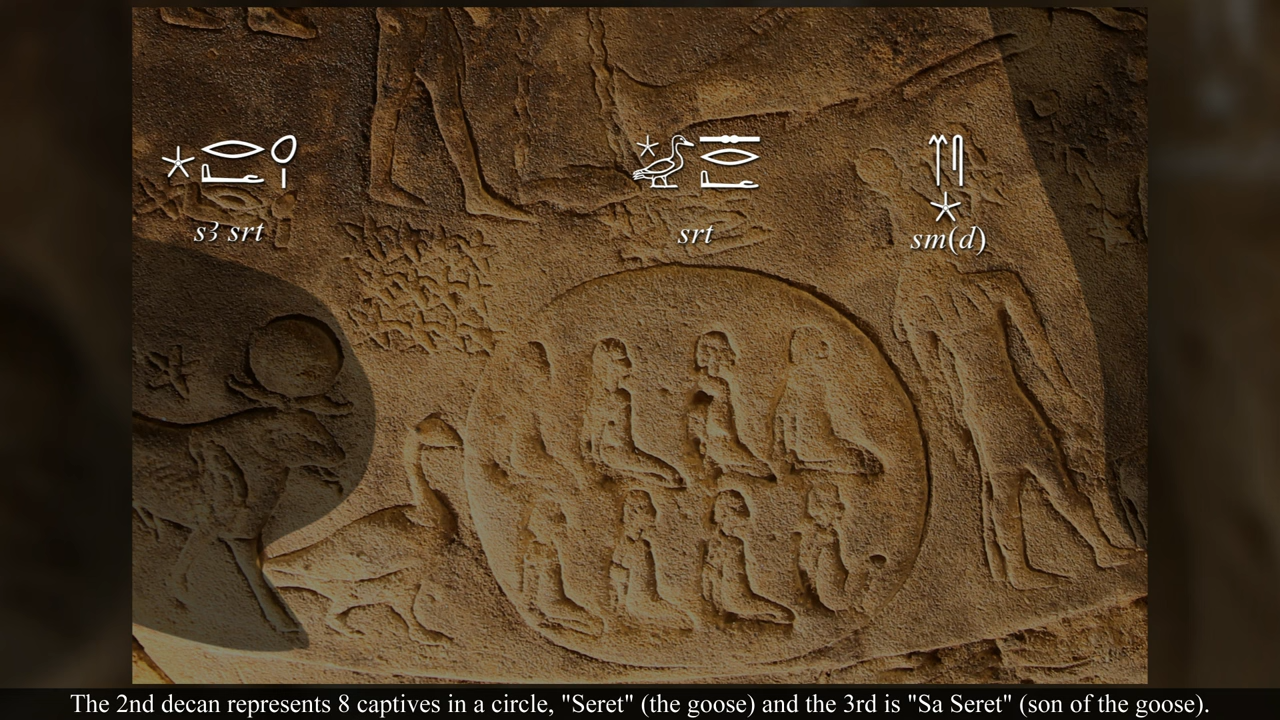 s3 srt
srt
sm(d)
The 2nd decan represents 8 captives in a circle, "Seret" (the goose) and the 3rd is "Sa Seret" (son of the goose).